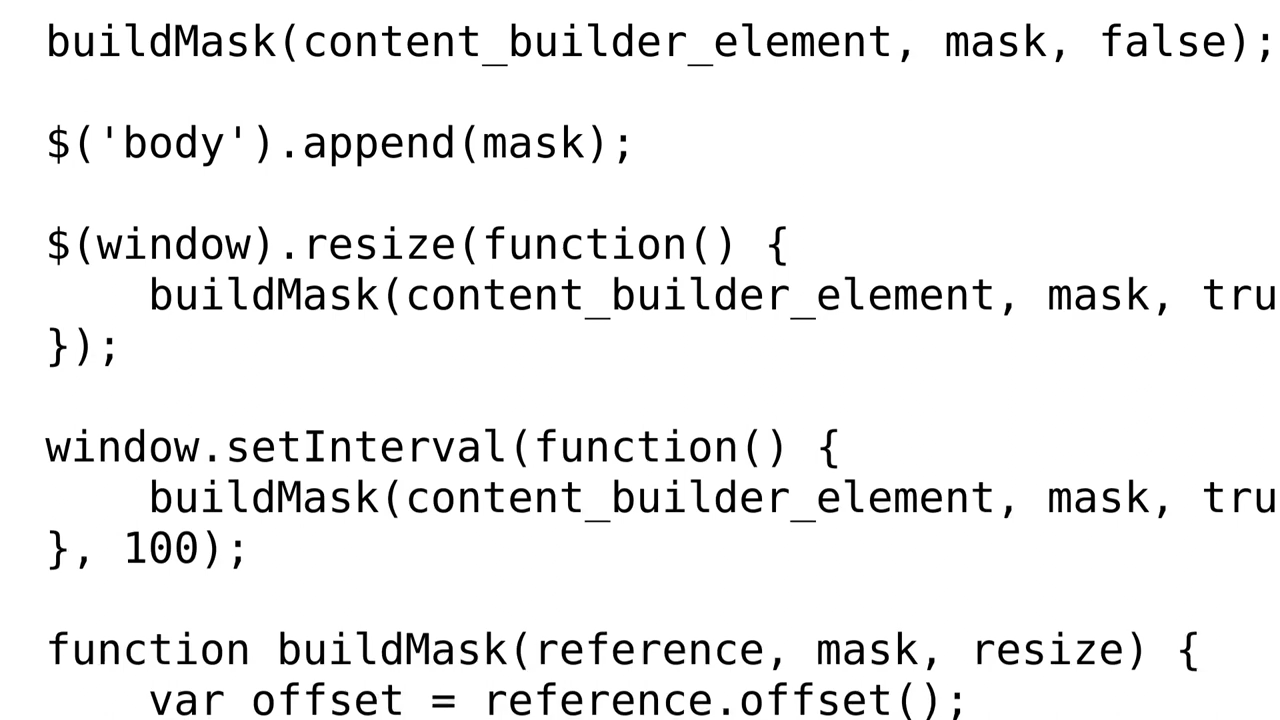 buildMask(content_builder_element, mask, false);

$('body').append(mask);

$(window).resize(function() {
    buildMask(content_builder_element, mask, tru
});

window.setInterval(function() {
    buildMask(content_builder_element, mask, tru
}, 100);

function buildMask(reference, mask, resize) {
    var offset = reference.offset();